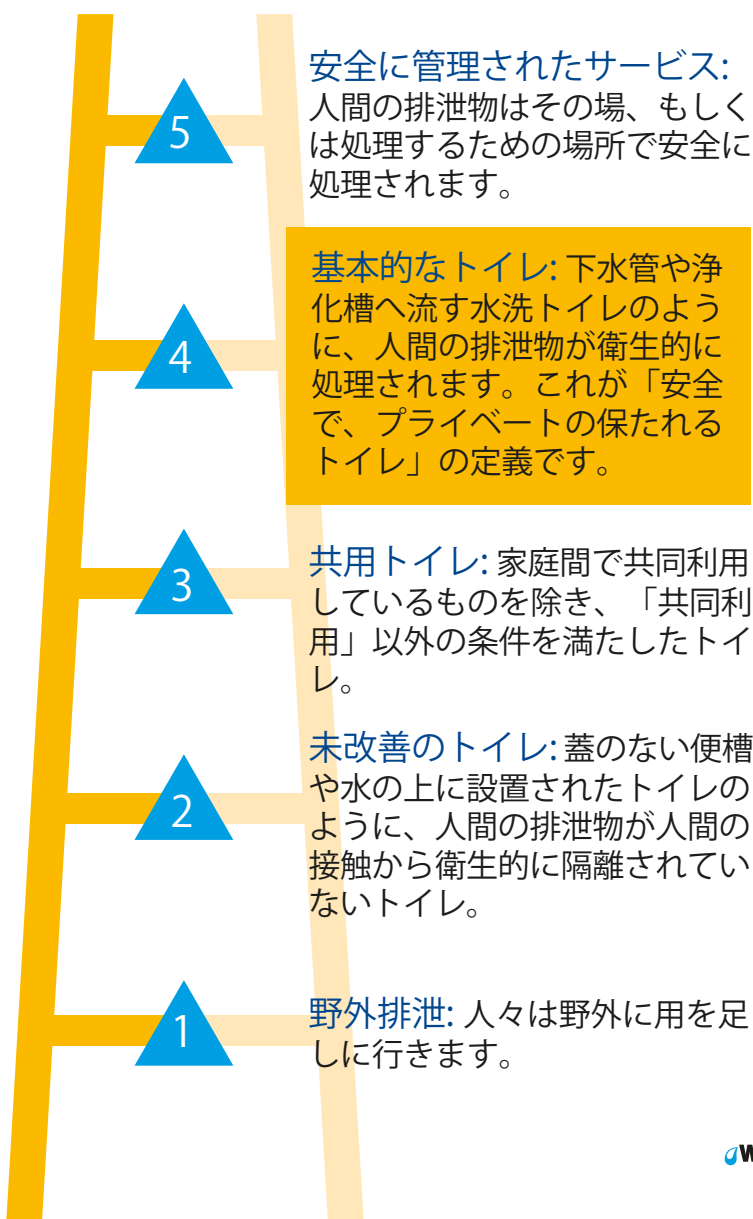 5
安全に管理されたサービス:
人間の排泄物はその場、もしく
は処理するための場所で安全に
処理されます。
4
基本的なトイレ: 下水管や浄
化槽へ流す水洗トイレのよう
に、人間の排泄物が衛生的に
処理されます。これが「安全
で、プライベートの保たれる
トイレ」の定義です。
3
共用トイレ: 家庭間で共同利用
しているものを除き、「共同利
用」以外の条件を満たしたトイ
レ。
2
未改善のトイレ: 蓋のない便槽
や水の上に設置されたトイレの
ように、人間の排泄物が人間の
接触から衛生的に隔離されてい
ないトイレ。
1
野外排泄: 人々は野外に用を足
しに行きます。